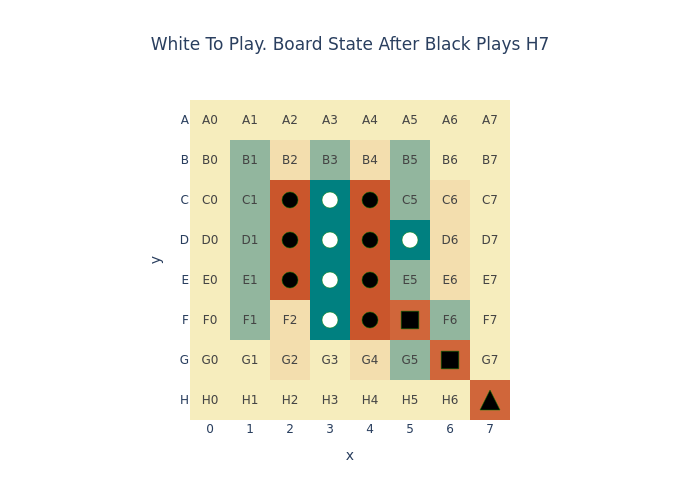 White To Play. Board State After Black Plays H7
A A0 A1 A2 A3 A4 A5 A6 A7
B B0 B1 B2 B3 B4 B5 B6 B7
C C0 C1 C5 C6 C7
D D0 D1 D6 D7
E E0 E1 E5 E6 E7
F F0 F1 F2 F6 F7
G G0 G1 G2 G3 G4 G5 G7
H H0 H1 H2 H3 H4 H5 H6
0 1 2 3 4 5 6 7
x
y